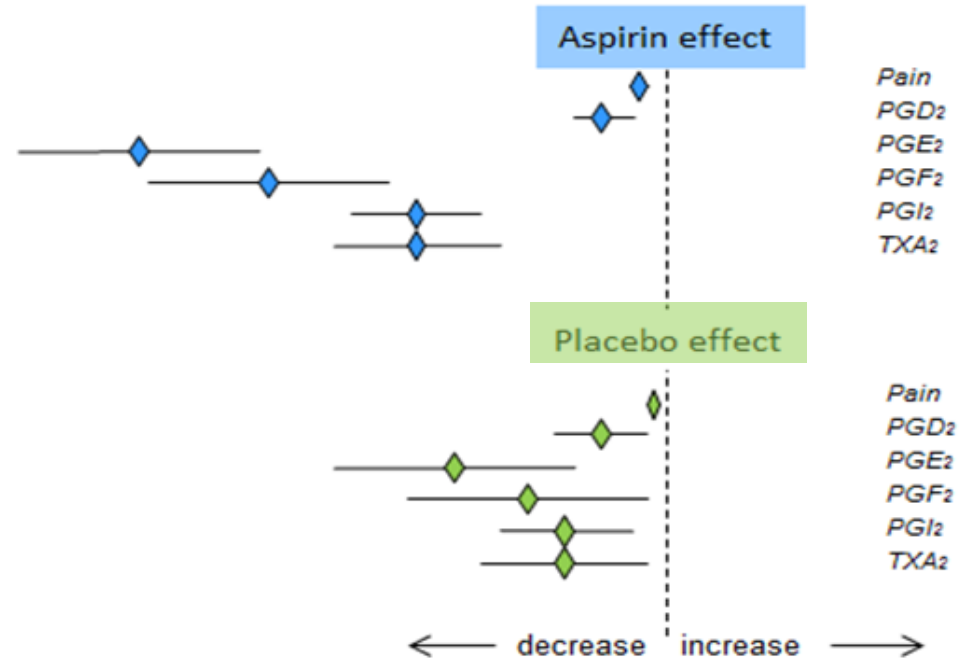 Aspirin effect
Pain
PGD2
PGE2
PGF2
PGI2
TXA2
Placebo effect
Pain
PGD2
PGE2
PGF2
PGI2
TXA2
decrease increase